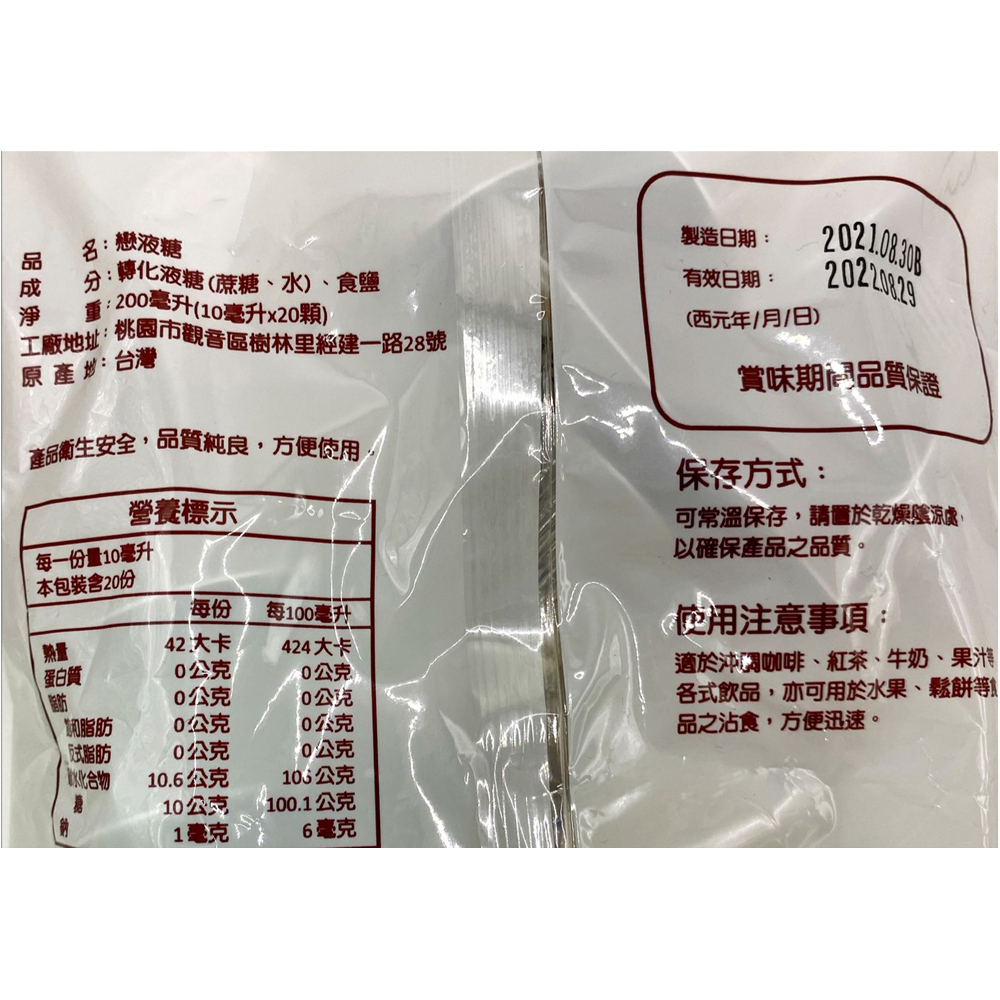 品名：戀液糖
成分：轉化液糖(蔗糖、水)、食鹽
淨重：200毫升(10毫升x20顆)
工廠地址：桃園市觀音區樹林里經建一路28號
原產地：台灣
產品衛生安全，品質純良，方便使用。
營養標示
每一份量10毫升
本包裝含20份
每份 每100毫升
熱量 42大卡 424大卡
蛋白質 0公克 0公克
脂肪 0公克 0公克
飽和脂肪 0公克 0公克
反式脂肪 0公克 0公克
碳水化合物 10.6公克 106公克
糖 10公克 100.1公克
鈉 1毫克 6毫克
製造日期： 2021.08.30B
有效日期： 2022.08.29
(西元年/月/日)
賞味期間品質保證
保存方式：
可常溫保存，請置於乾燥陰涼處，
以確保產品之品質。
使用注意事項：
適於沖調咖啡、紅茶、牛奶、果汁等
各式飲品，亦可用於水果、鬆餅等食
品之沾食，方便迅速。